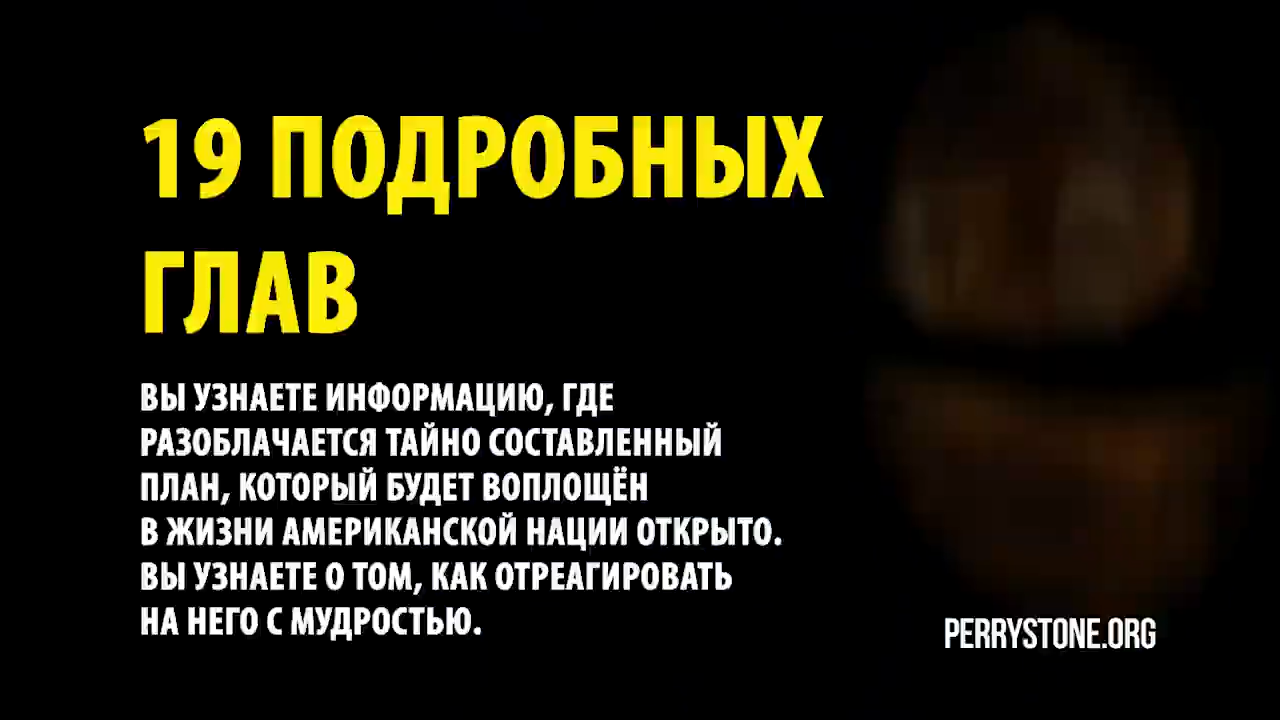 19 ПОДРОБНЫХ
ГЛАВ
ВЫ УЗНАЕТЕ ИНФОРМАЦИЮ, ГДЕ
РАЗОБЛАЧАЕТСЯ ТАЙНО СОСТАВЛЕННЫЙ
ПЛАН, КОТОРЫЙ БУДЕТ ВОПЛОЩЁН
В ЖИЗНИ АМЕРИКАНСКОЙ НАЦИИ ОТКРЫТО.
ВЫ УЗНАЕТЕ О ТОМ, КАК ОТРЕАГИРОВАТЬ
НА НЕГО С МУДРОСТЬЮ.
PERRYSTONE.ORG